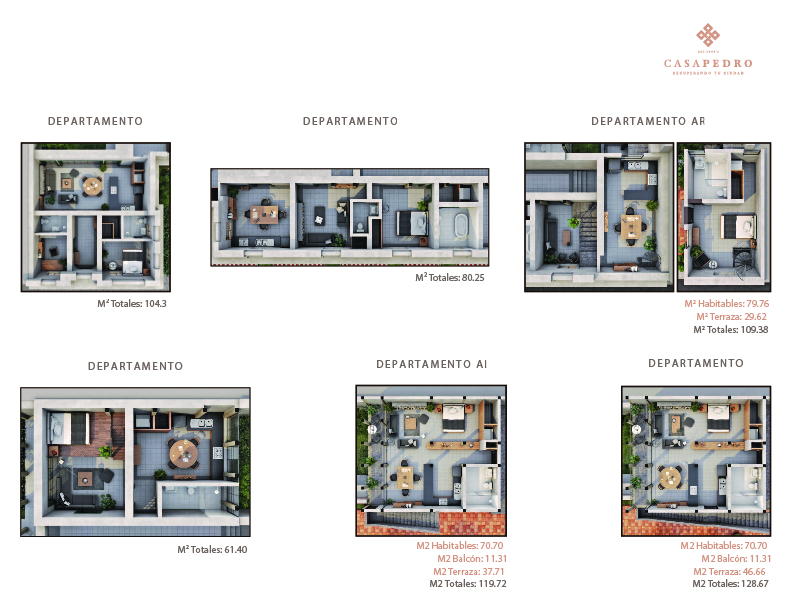 CASAPEDRO
RECUPERANDO TU CIUDAD
DEPARTAMENTO
DEPARTAMENTO
DEPARTAMENTO AR
M² Totales: 104.3
M² Totales: 80.25
M² Habitables: 79.76
M² Terraza: 29.62
M² Totales: 109.38
DEPARTAMENTO
DEPARTAMENTO AI
DEPARTAMENTO
M² Totales: 61.40
M2 Habitables: 70.70
M2 Balcón: 11.31
M2 Terraza: 37.71
M2 Totales: 119.72
M2 Habitables: 70.70
M2 Balcón: 11.31
M2 Terraza: 46.66
M2 Totales: 128.67